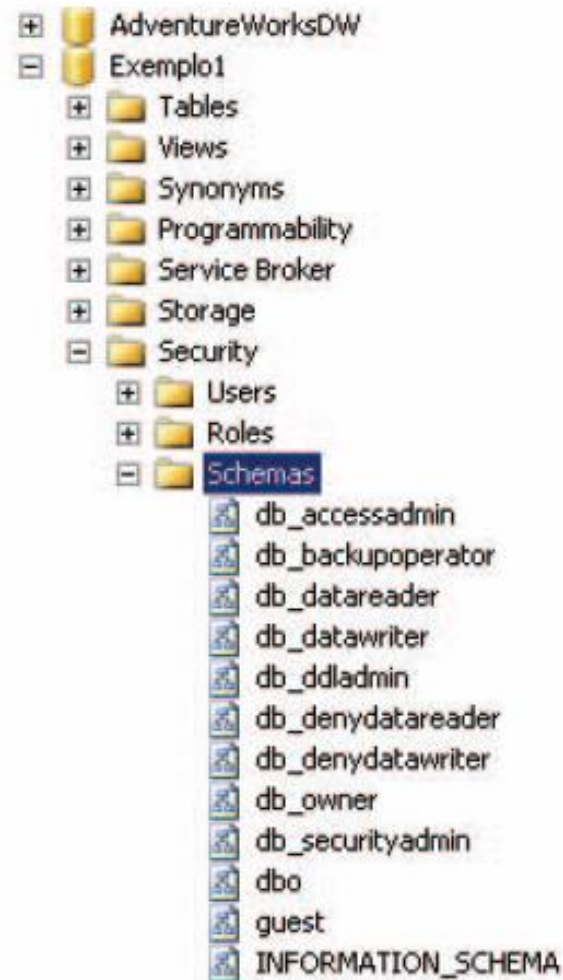 AdventureWorksDW
Exemplo1
Tables
Views
Synonyms
Programmability
Service Broker
Storage
Security
Users
Roles
Schemas
db_accessadmin
db_backupoperator
db_datareader
db_datawriter
db_ddladmin
db_denydatareader
db_denydatawriter
db_owner
db_securityadmin
dbo
guest
INFORMATION_SCHEMA